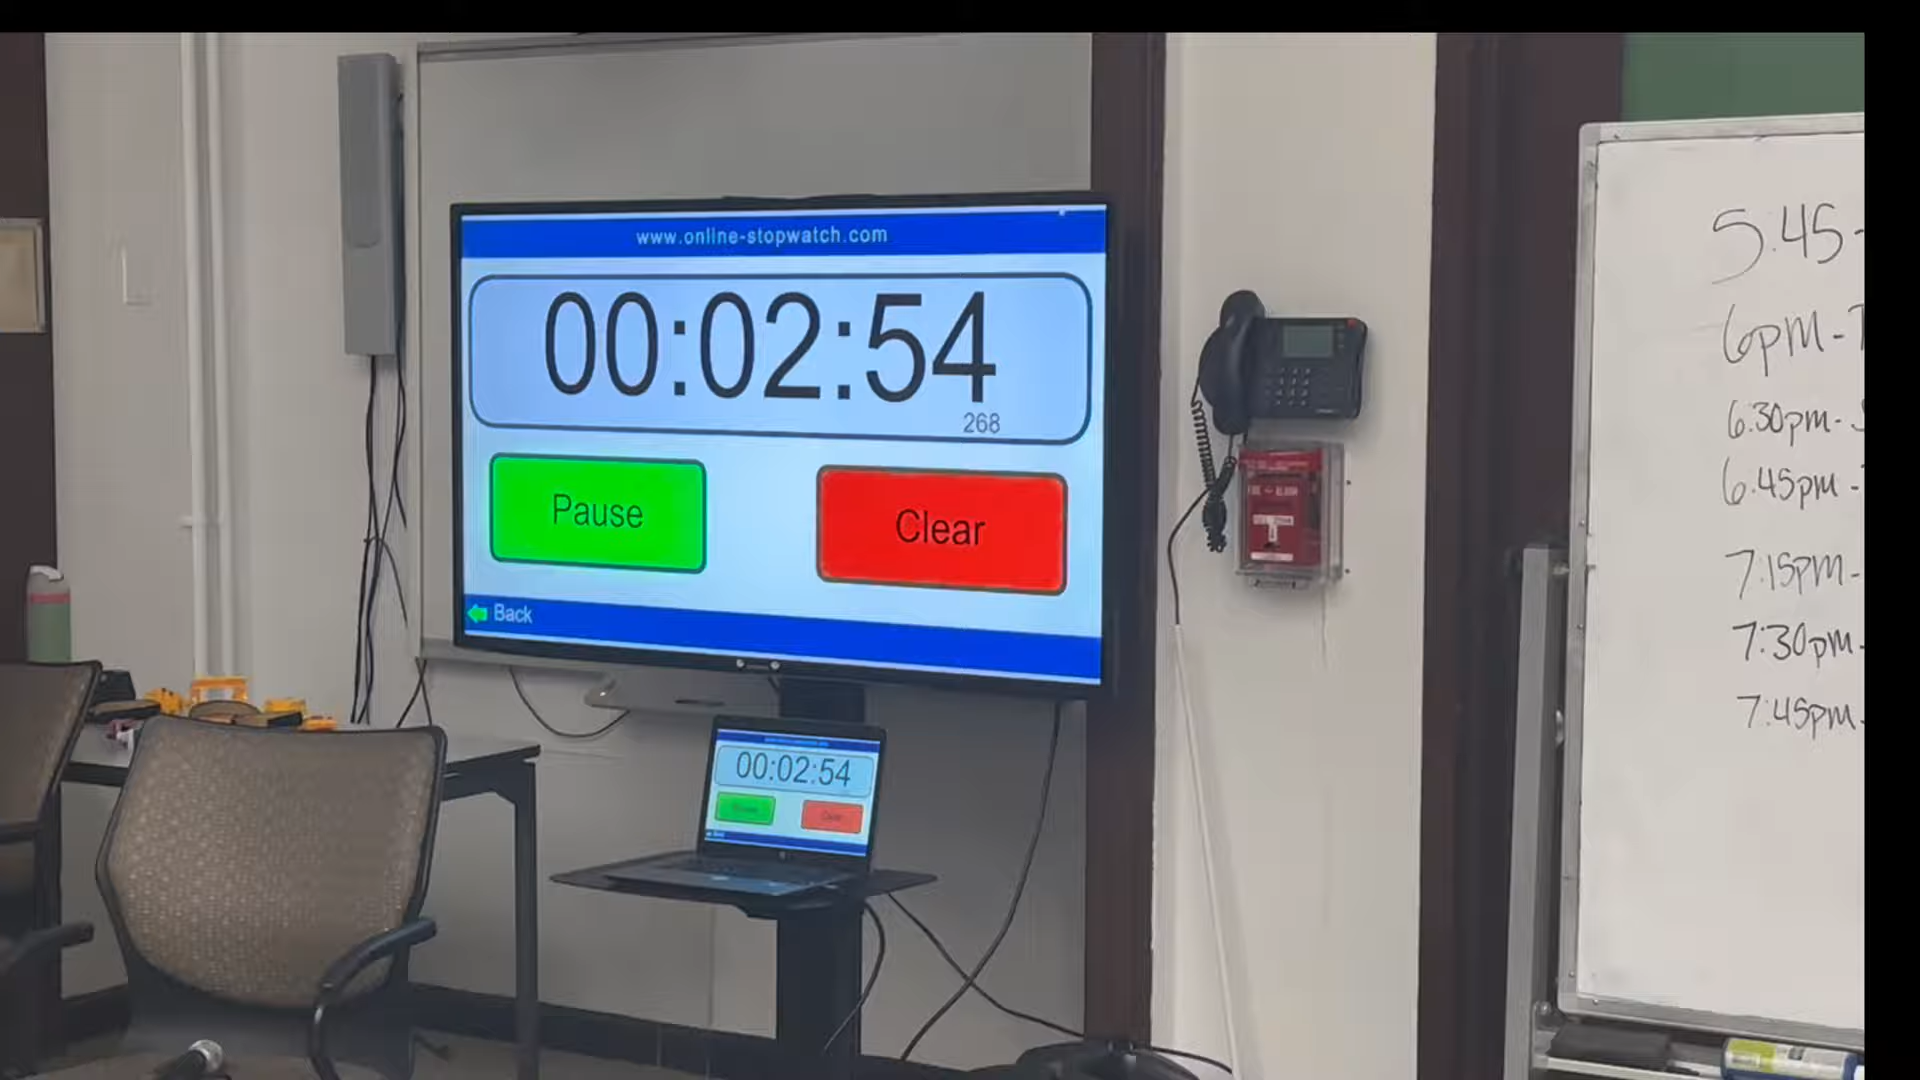 www.online-stopwatch.com
00:02:54
268
Pause
Clear
Back
00:02:54
5:45-
6pm-
6:30pm-
6:45pm-
7:15pm-
7:30pm-
7:45pm-